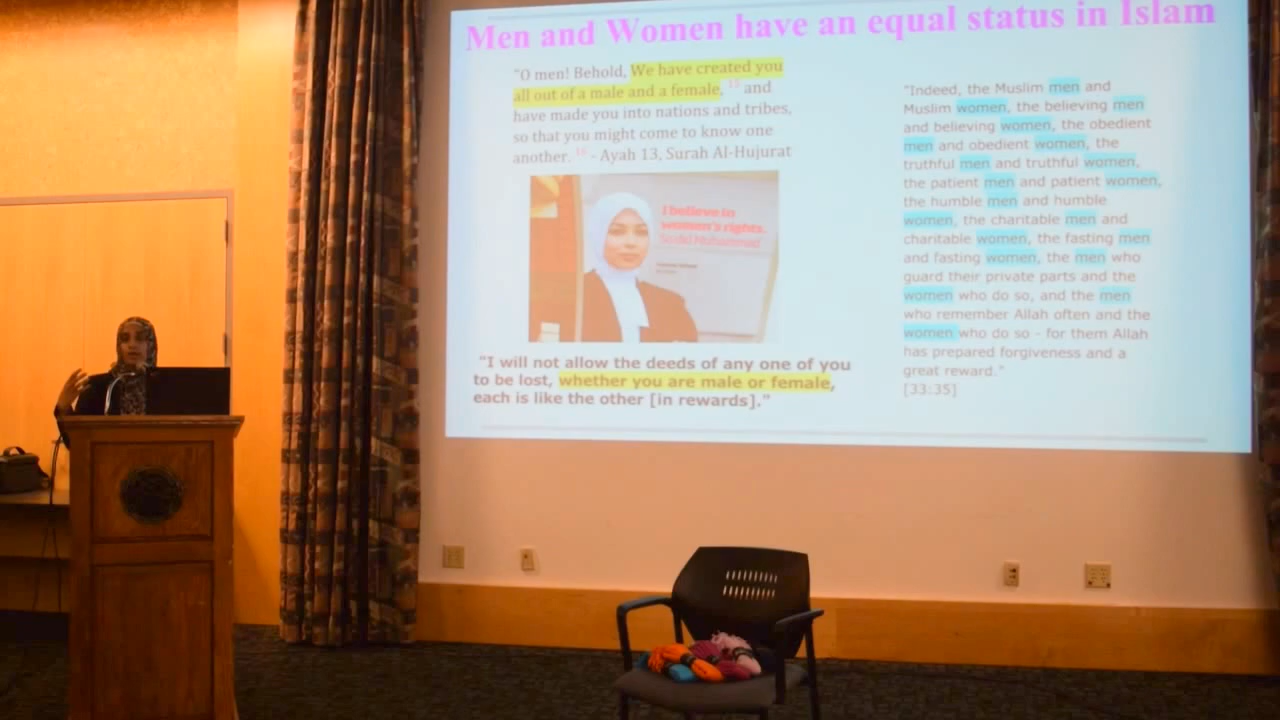 Men and Women have an equal status in Islam
"O men! Behold, We have created you
all out of a male and a female, 15 and
have made you into nations and tribes,
so that you might come to know one
another. 16 - Ayah 13, Surah Al-Hujurat
I believe in
women's rights.
So did Muhammad
"I will not allow the deeds of any one of you
to be lost, whether you are male or female,
each is like the other [in rewards]."
"Indeed, the Muslim men and
Muslim women, the believing men
and believing women, the obedient
men and obedient women, the
truthful men and truthful women,
the patient men and patient women,
the humble men and humble
women, the charitable men and
charitable women, the fasting men
and fasting women, the men who
guard their private parts and the
women who do so, and the men
who remember Allah often and the
women who do so - for them Allah
has prepared forgiveness and a
great reward."
[33:35]